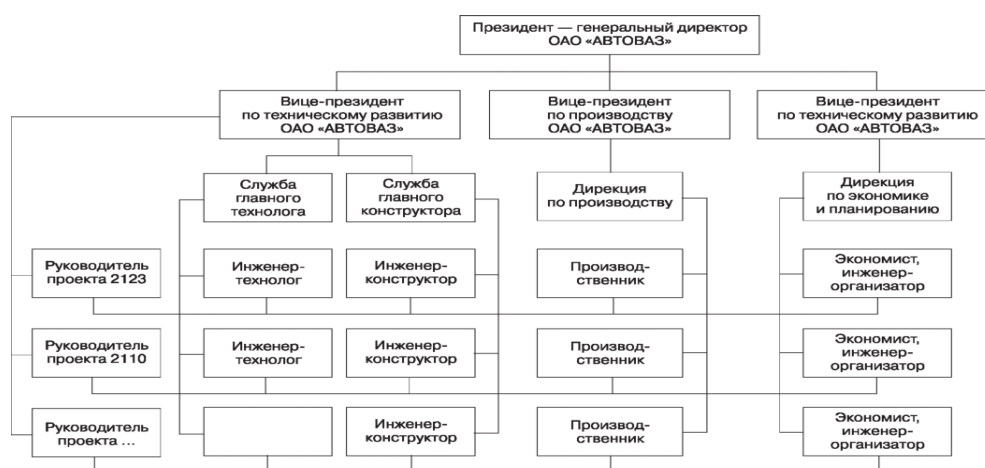 Президент — генеральный директор
ОАО «АВТОВАЗ»
Вице-президент
по техническому развитию
ОАО «АВТОВАЗ»
Вице-президент
по производству
ОАО «АВТОВАЗ»
Вице-президент
по техническому развитию
ОАО «АВТОВАЗ»
Служба
главного
технолога
Служба
главного
конструктора
Дирекция
по производству
Дирекция
по экономике
и планированию
Руководитель
проекта 2123
Инженер-
технолог
Инженер-
конструктор
Производ-
ственник
Экономист,
инженер-
организатор
Руководитель
проекта 2110
Инженер-
технолог
Инженер-
конструктор
Производ-
ственник
Экономист,
инженер-
организатор
Руководитель
проекта ...
Инженер-
конструктор
Производ-
ственник
Экономист,
инженер-
организатор